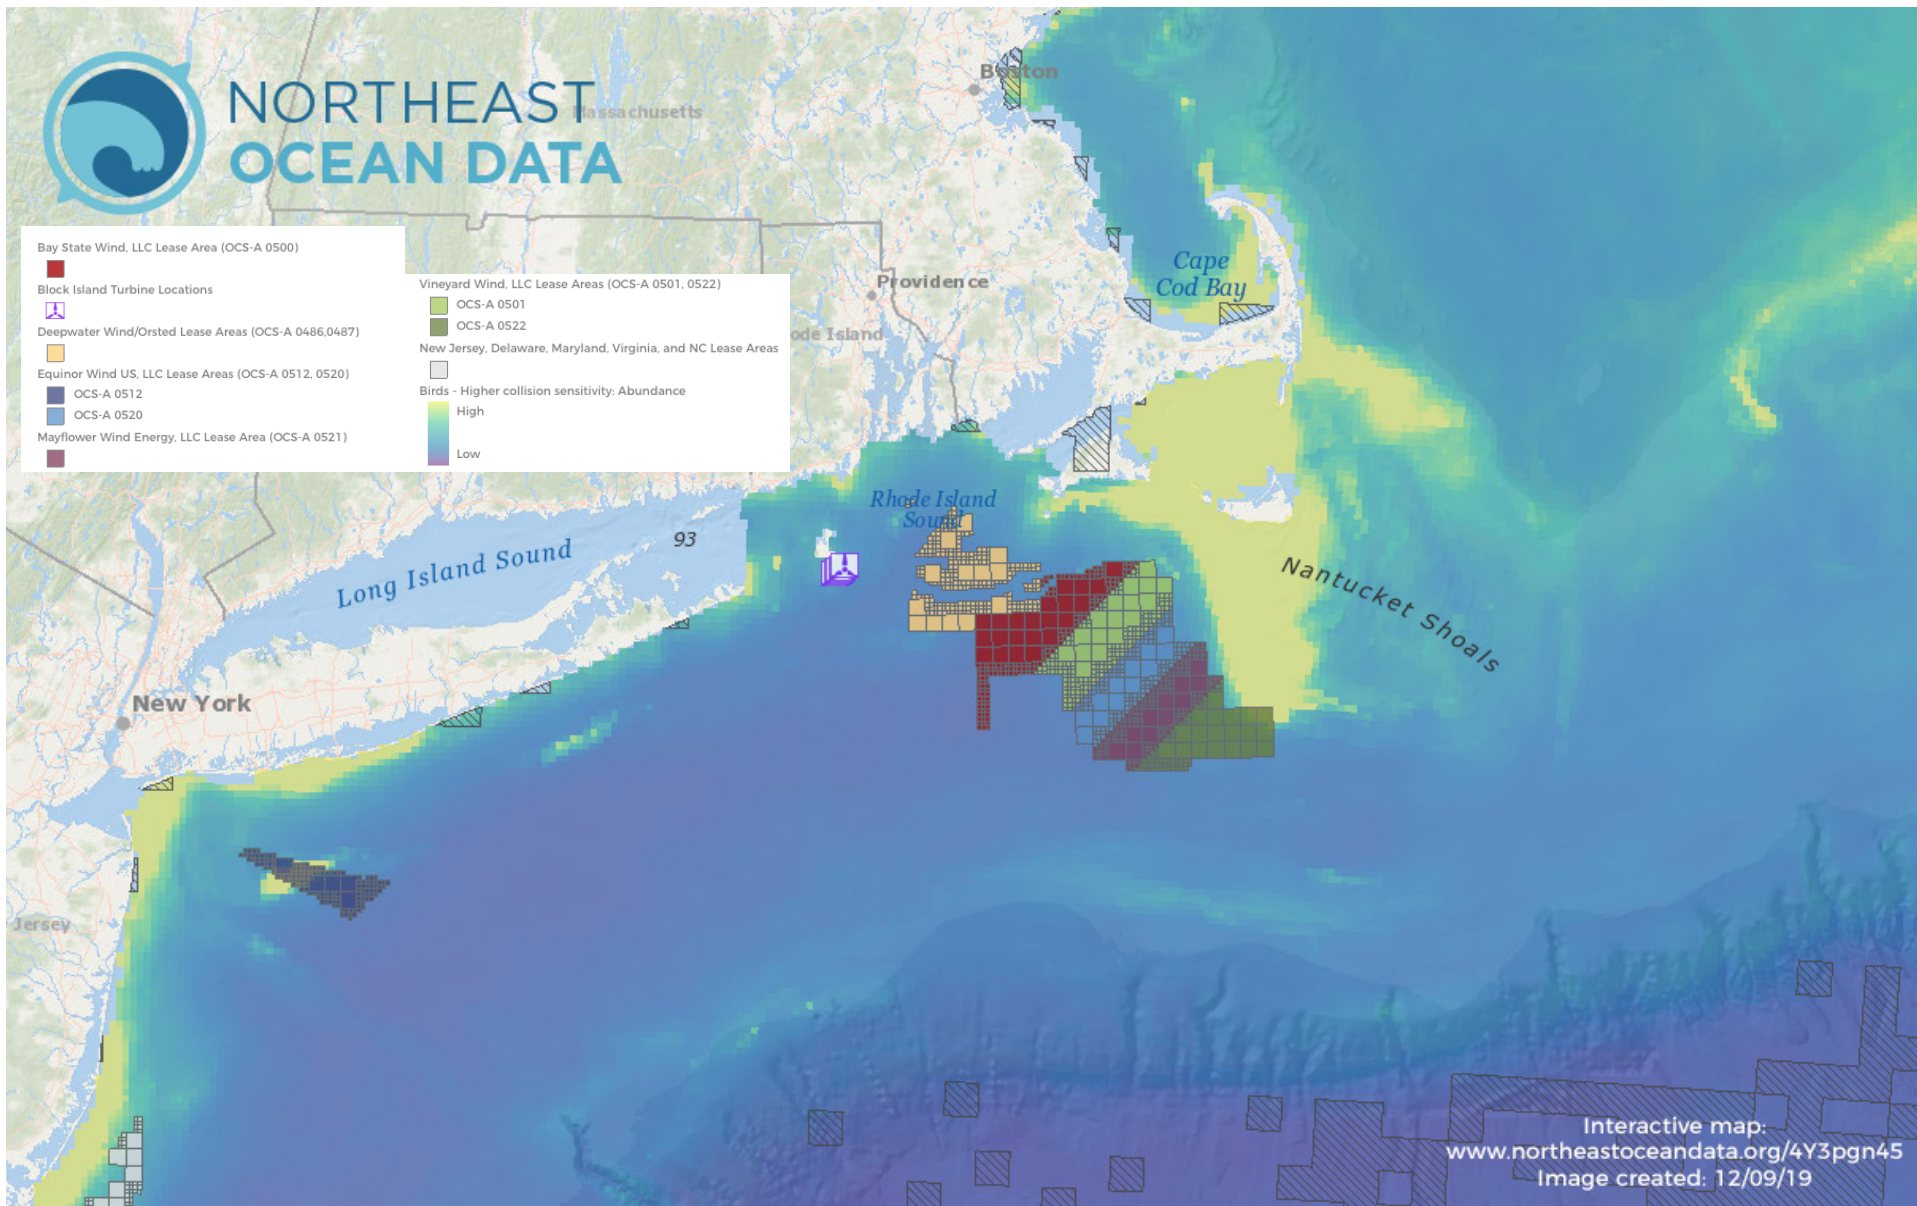 NORTHEAST
OCEAN DATA
Massachusetts
Boston
Bay State Wind, LLC Lease Area (OCS-A 0500)
Block Island Turbine Locations
Deepwater Wind/Orsted Lease Areas (OCS-A 0486,0487)
Equinor Wind US, LLC Lease Areas (OCS-A 0512, 0520)
OCS-A 0512
OCS-A 0520
Mayflower Wind Energy, LLC Lease Area (OCS-A 0521)
Vineyard Wind, LLC Lease Areas (OCS-A 0501, 0522)
OCS-A 0501
OCS-A 0522
New Jersey, Delaware, Maryland, Virginia, and NC Lease Areas
Birds - Higher collision sensitivity: Abundance
High
Low
Providence
ode Island
Cape
Cod Bay
Rhode Island
Sound
93
Long Island Sound
Nantucket Shoals
New York
Jersey
Interactive map:
www.northeastoceandata.org/4Y3pgn45
Image created: 12/09/19